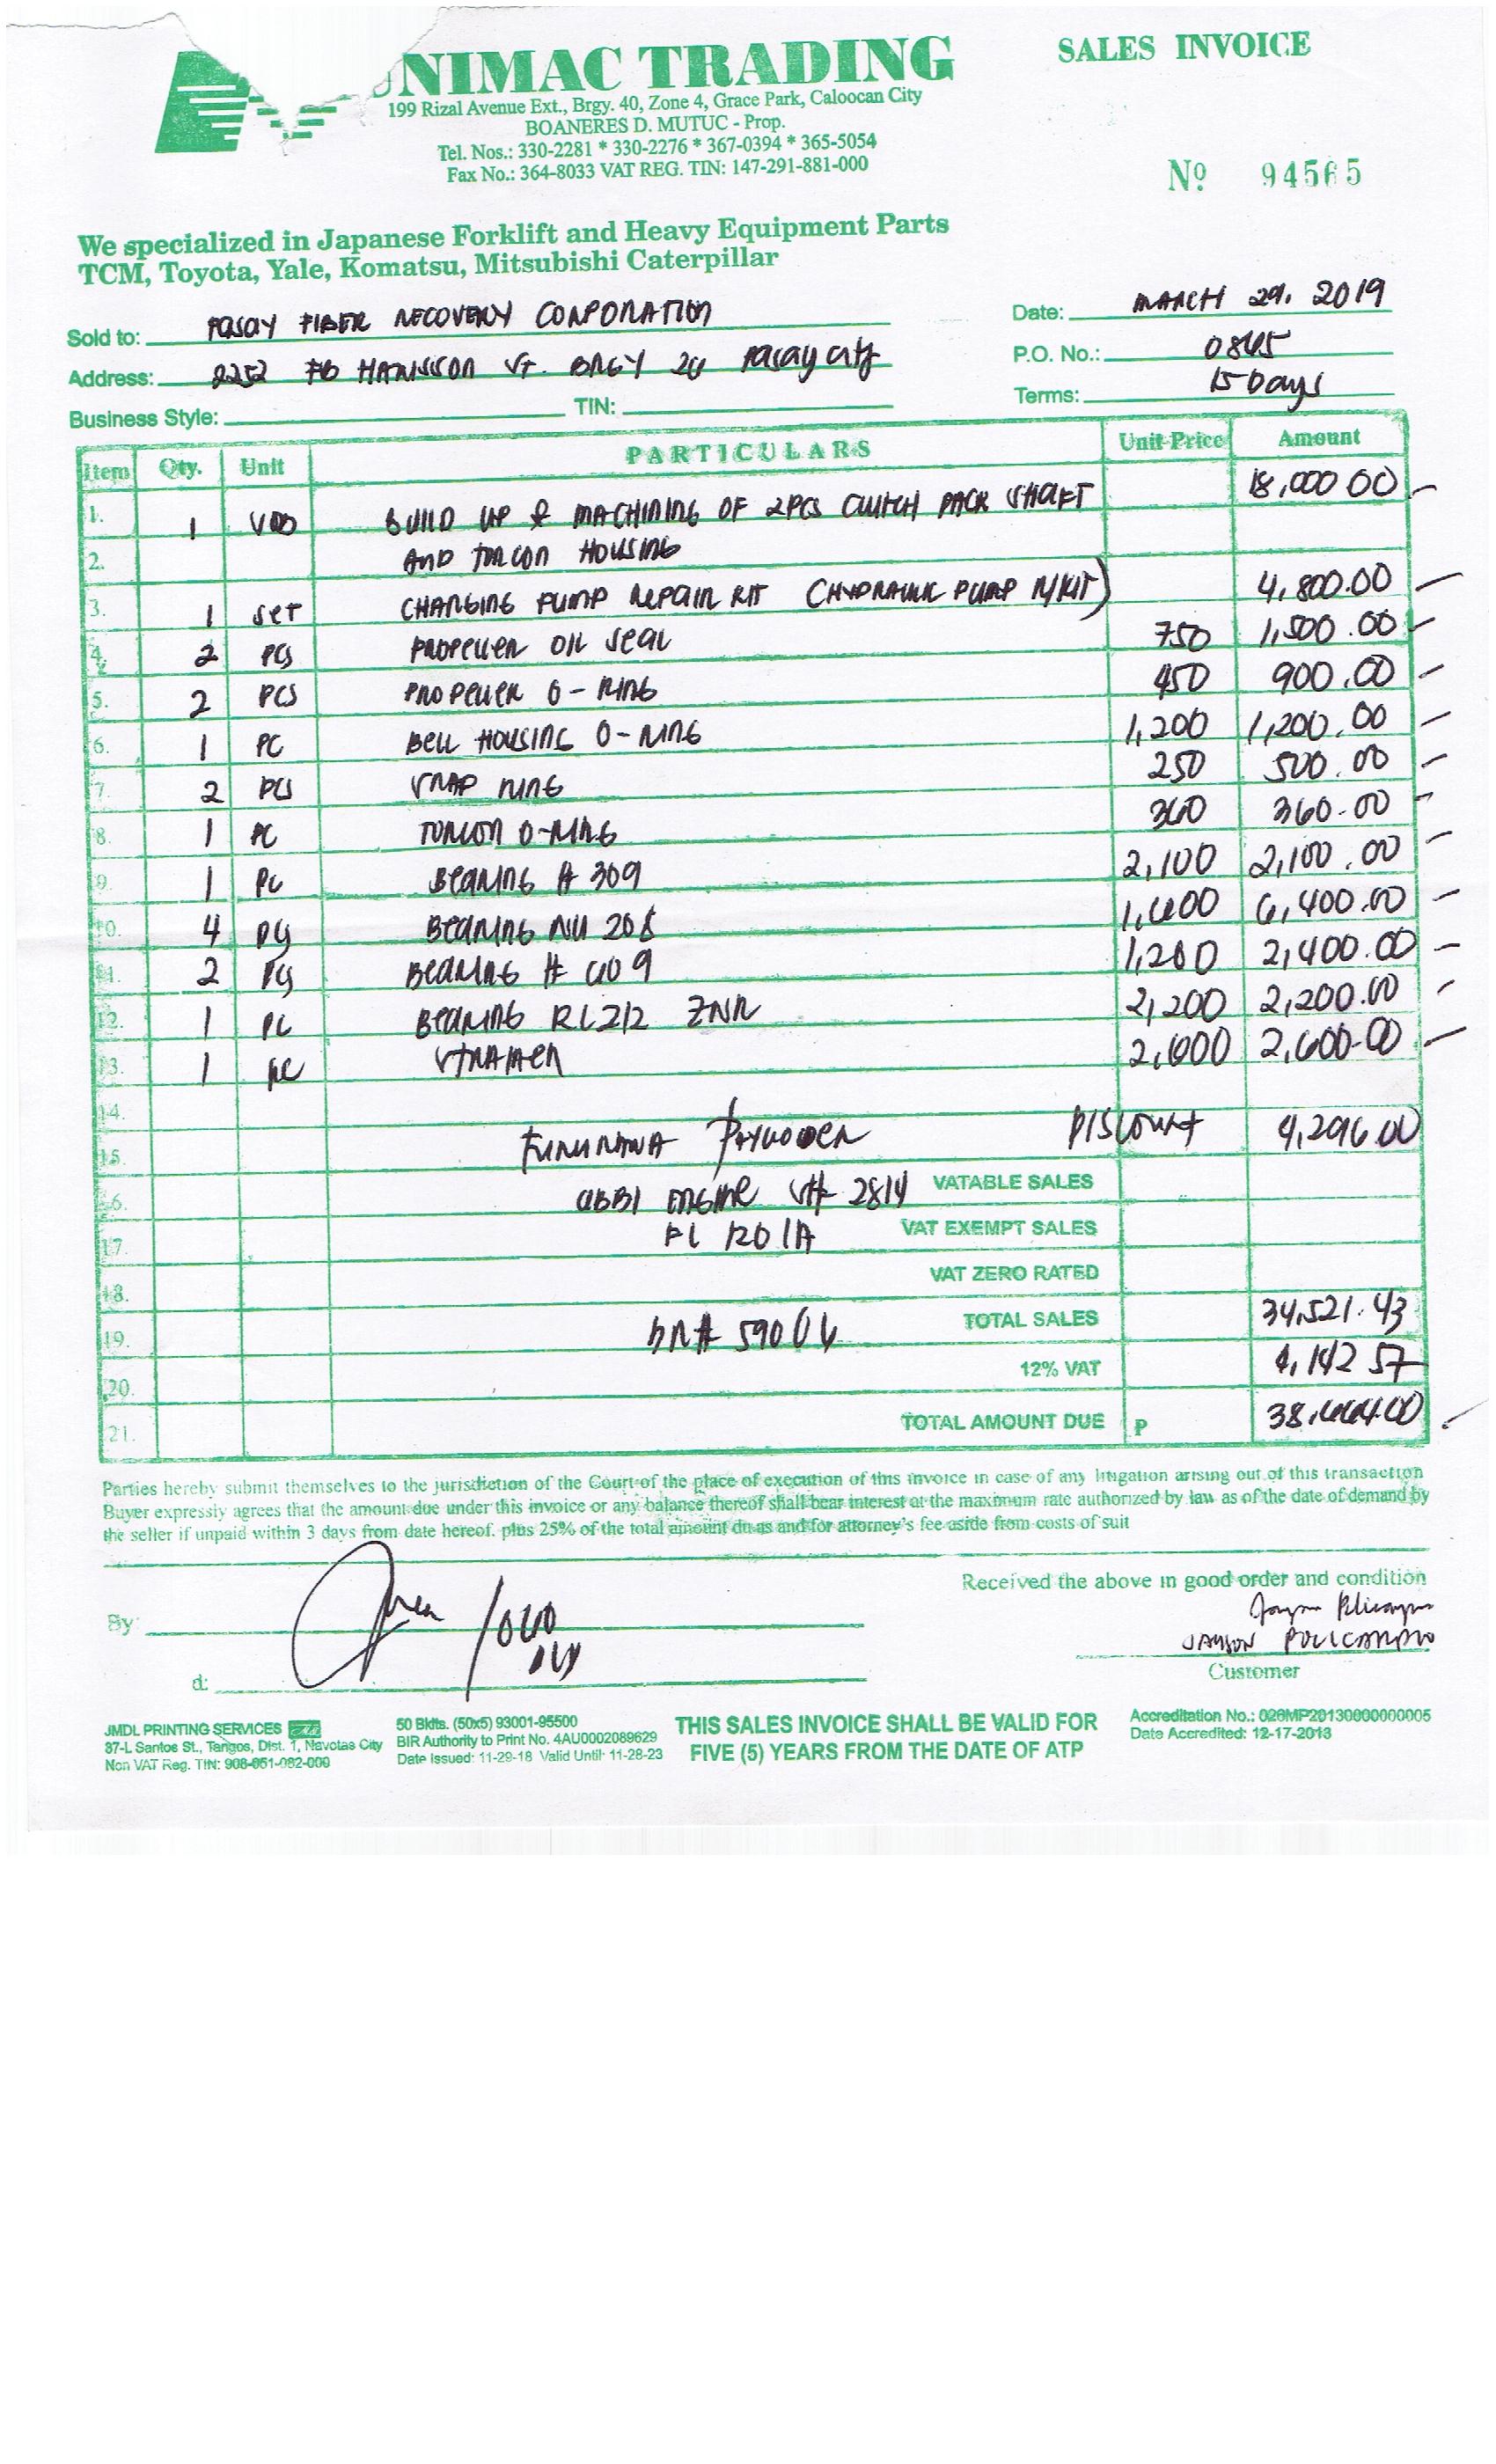 UNIMAC TRADING
SALES INVOICE
199 Rizal Avenue Ext., Brgy. 40, Zone 4, Grace Park, Caloocan City
BOANERES D. MUTUC - Prop.
Tel. Nos.: 330-2281 * 330-2276 * 367-0394 * 365-5054
Fax No.: 364-8033 VAT REG. TIN: 147-291-881-000
Nº 94565
We specialized in Japanese Forklift and Heavy Equipment Parts
TCM, Toyota, Yale, Komatsu, Mitsubishi Caterpillar
Sold to: PASAY FIBER RECOVERY CORPORATION Date: MARCH 29, 2019
Address: 2252 FB HARRISSON ST. BRGY Pasay city P.O. No.: 0845
Business Style: TIN: Terms: 15 Days
Item Qty. Unit PARTICULARS Unit Price Amount
1. 1 BUILD UP & MACHINING OF 2PCS CLUTCH PACK SHAFT 18,000 00
2. AND TORCON HOUSING
3. 1 SET CHARGING PUMP REPAIR KIT (HYDRAULIC PUMP R/KIT) 4,800.00
4. 2 PCS PROPELLER OIL SEAL 750 1,500.00
5. 2 PCS PROPELLER O-RING 450 900.00
6. 1 PC BELL HOUSING O-RING 1,200 1,200.00
7. 2 PCS SNAP RING 250 500.00
8. 1 PC TORCON O-RING 360 360.00
9. 1 PC BEARING # 309 2,100 2,100.00
10. 4 PCS BEARING NU 208 1,600 6,400.00
11. 2 PCS BEARING # 6009 1,200 2,400.00
12. 1 PC BEARING ZNR 2,200 2,200.00
13. 1 PC STRAINER 2,600 2,600.00
14.
15. FURUKAWA PAYLOADER DISCOUNT 4,296.00
16. 6BB1 ENGINE S# 2814 VATABLE SALES
17. FL 120 1A VAT EXEMPT SALES
18. VAT ZERO RATED
19. DR# TOTAL SALES 34,521.43
20. 12% VAT 4,142 57
21. TOTAL AMOUNT DUE P 38,664.00
Parties hereby submit themselves to the jurisdiction of the Court of the place of execution of this invoice in case of any litigation arising out of this transaction
Buyer expressly agrees that the amount due under this invoice or any balance thereof shall bear interest at the maximum rate authorized by law as of the date of demand by
the seller if unpaid within 3 days from date hereof. plus 25% of the total amount du as and for attorney's fee aside from costs of suit
Received the above in good order and condition
By:
JAYSON POLICARPIO
d:
Customer
JMDL PRINTING SERVICES
87-L Santos St., Tangos, Dist. 1, Navotas City
Non VAT Reg. TIN: 908-051-082-000
50 Bklts. (50x5) 93001-95500
BIR Authority to Print No. 4AU0002089629
Date Issued: 11-29-18 Valid Until: 11-28-23
THIS SALES INVOICE SHALL BE VALID FOR
FIVE (5) YEARS FROM THE DATE OF ATP
Accreditation No.: 026MP20130000000005
Date Accredited: 12-17-2013